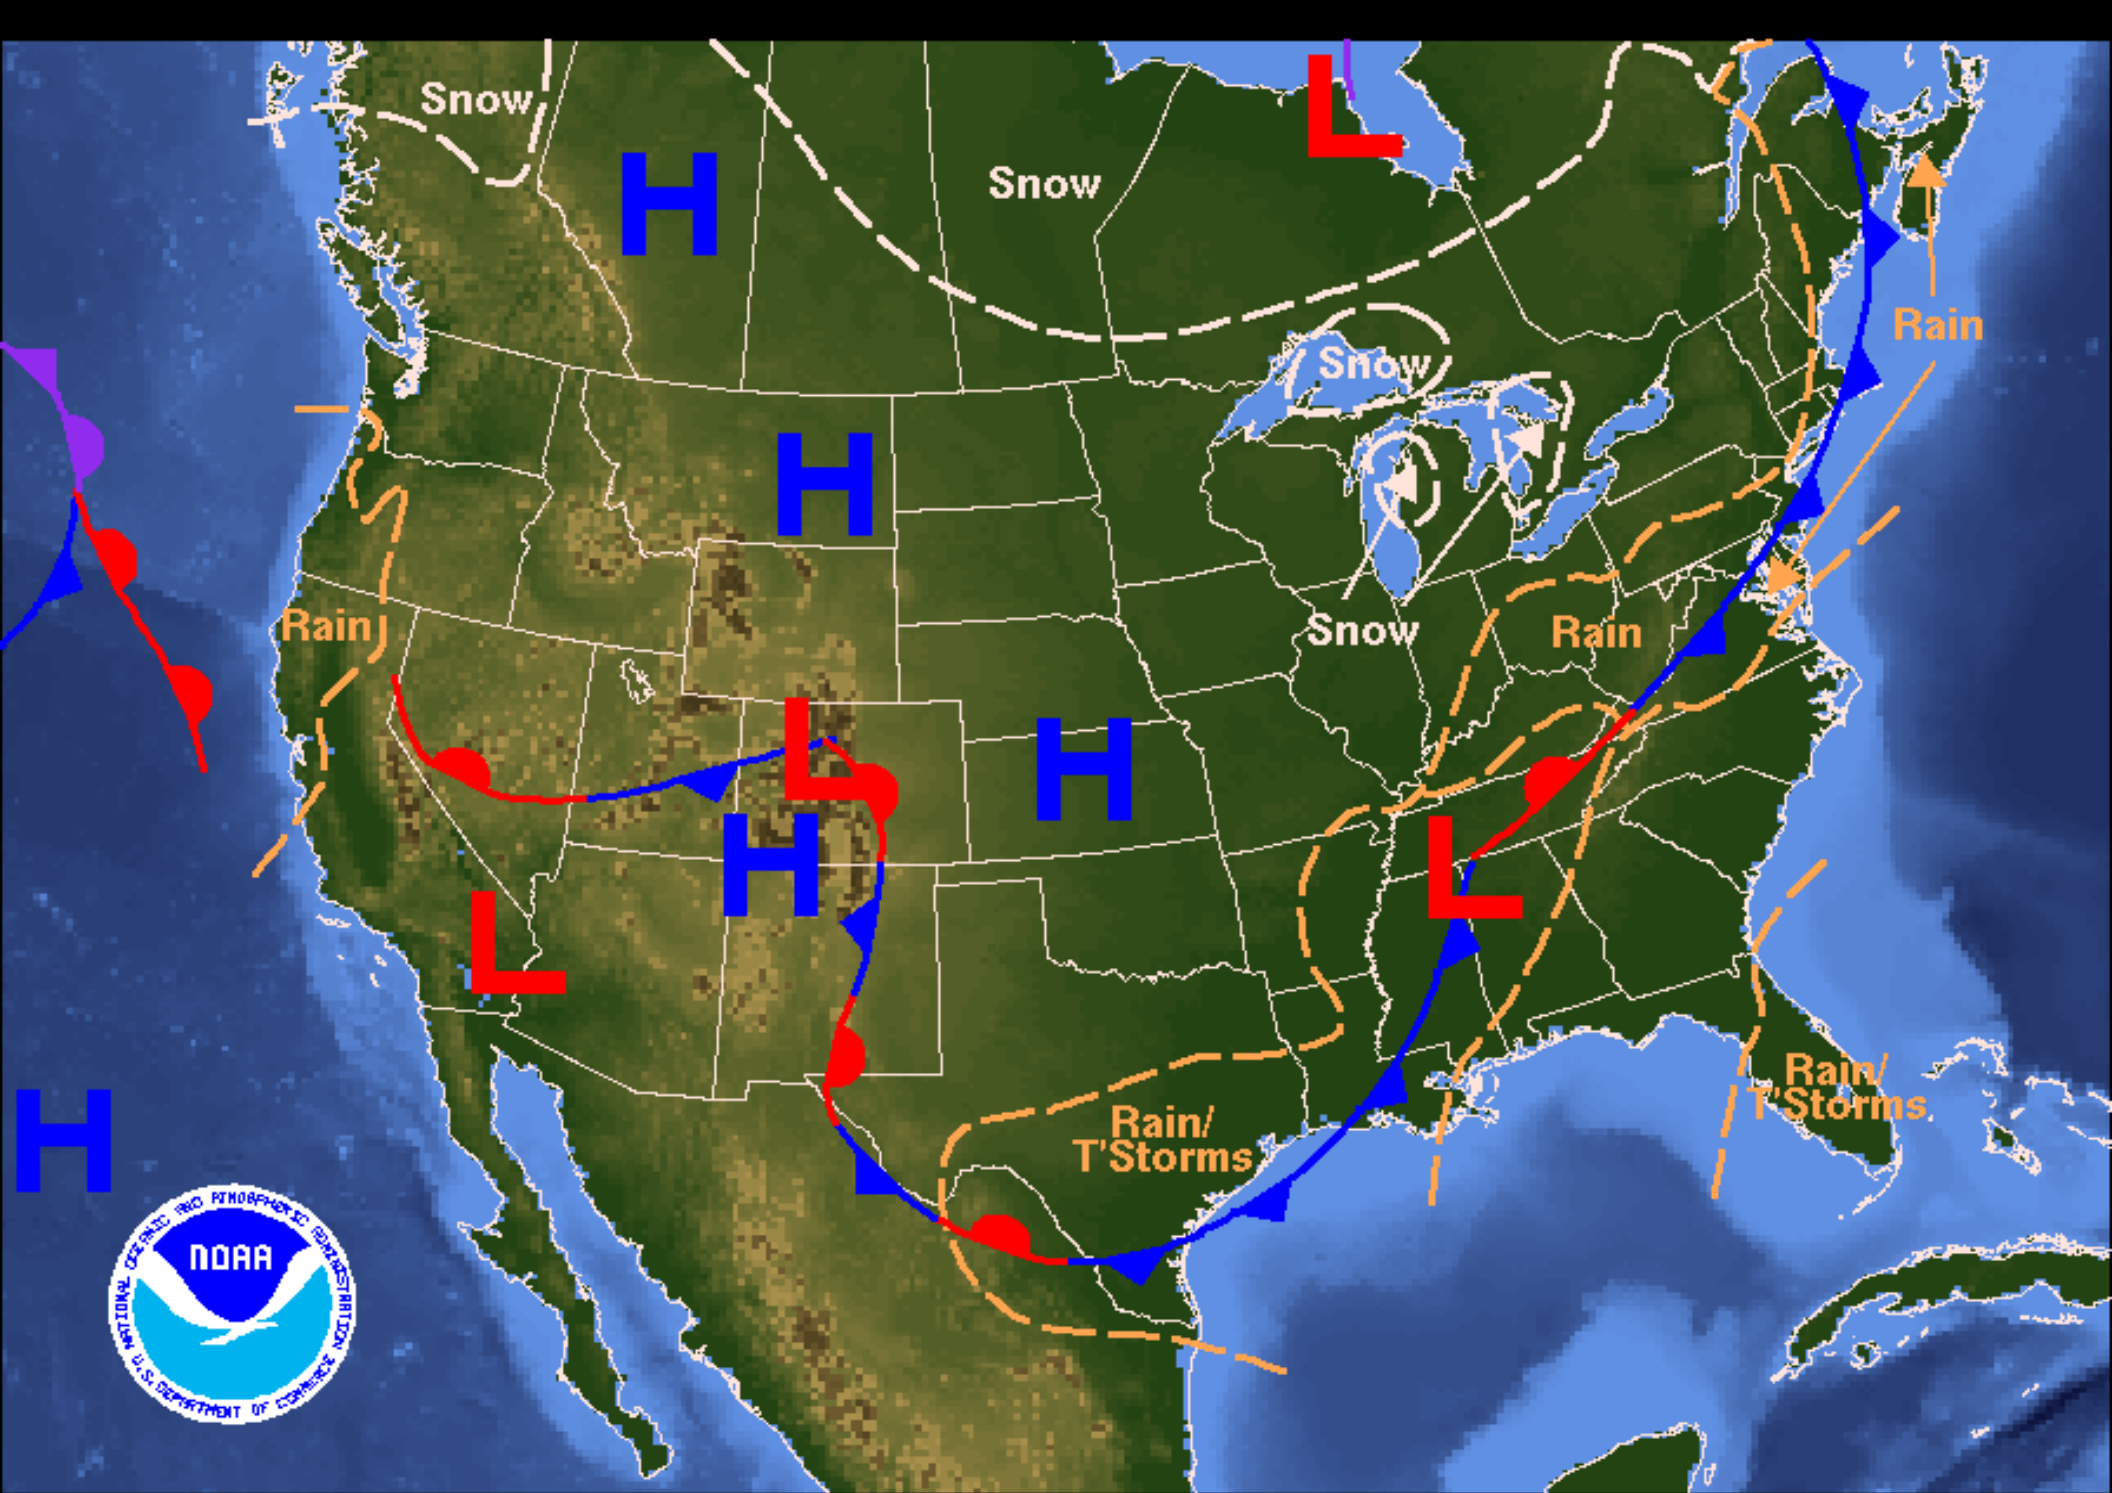 Snow
L
H
Snow
Rain
Snow
H
Rain
Snow
Rain
L
H
H
L
L
Rain/
T'Storms
Rain/
T'Storms
H
NATIONAL OCEANIC AND ATMOSPHERIC ADMINISTRATION
NOAA
U.S. DEPARTMENT OF COMMERCE